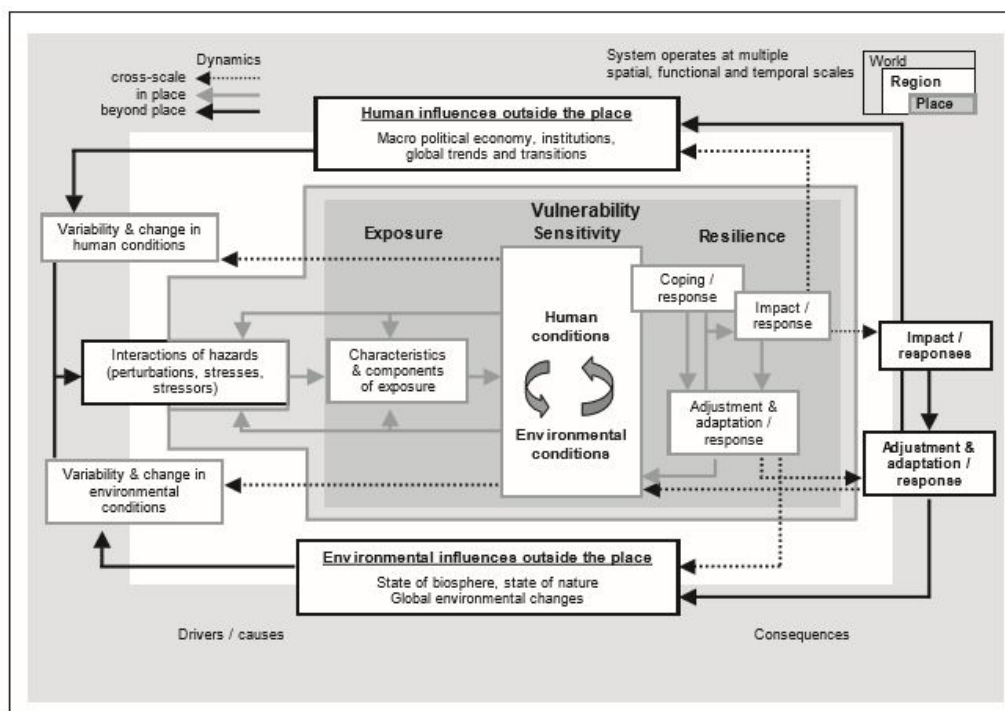 Dynamics
cross-scale
in place
beyond place
System operates at multiple
spatial, functional and temporal scales
World
Region
Place
Human influences outside the place
Macro political economy, institutions,
global trends and transitions
Variability & change in
human conditions
Vulnerability
Exposure
Sensitivity
Resilience
Coping /
response
Impact /
response
Human
conditions
Impact /
responses
Interactions of hazards
(perturbations, stresses,
stressors)
Characteristics
& components
of exposure
Adjustment &
adaptation /
response
Environmental
conditions
Adjustment &
adaptation /
response
Variability & change in
environmental
conditions
Environmental influences outside the place
State of biosphere, state of nature
Global environmental changes
Drivers / causes
Consequences